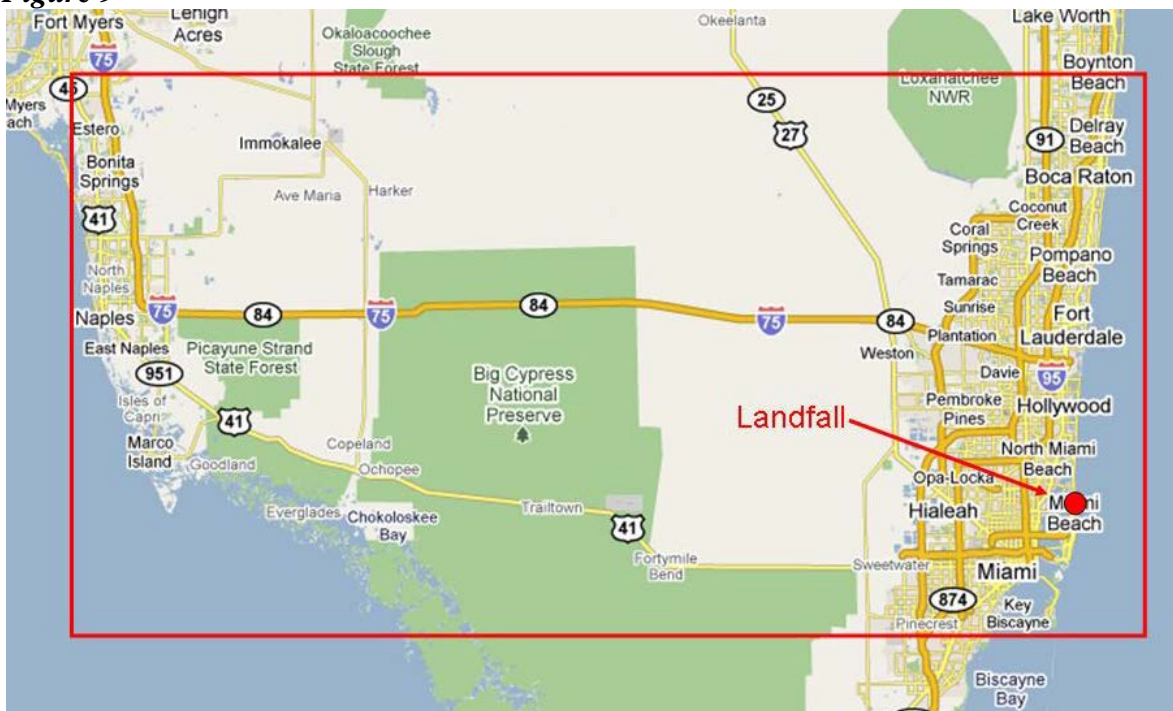 Fort Myers
Lehigh
Acres
Okaloacoochee
Slough
State Forest
Okeelanta
Lake Worth
75
Boynton
Beach
45
Myers
25
Loxahatchee
NWR
Estero
27
91
Delray
Beach
Immokalee
Bonita
Springs
Boca Raton
Ave Maria
Harker
41
Coconut
Creek
Coral
Springs
Pompano
Beach
North
Naples
Tamarac
75
84
75
84
75
84
Sunrise
Naples
Fort
Lauderdale
Plantation
East Naples
Picayune Strand
State Forest
Weston
951
Big Cypress
National
Preserve
Davie
95
Isles of
Capri
Pembroke
Pines
Hollywood
41
Landfall
Marco
Island
Copeland
North Miami
Beach
Goodland
Ochopee
Opa-Locka
Everglades
Chokoloskee
Bay
Trailtown
Hialeah
Miami
Beach
41
Fortymile
Bend
Sweetwater
Miami
874
Key
Biscayne
Pinecrest
Biscayne
Bay